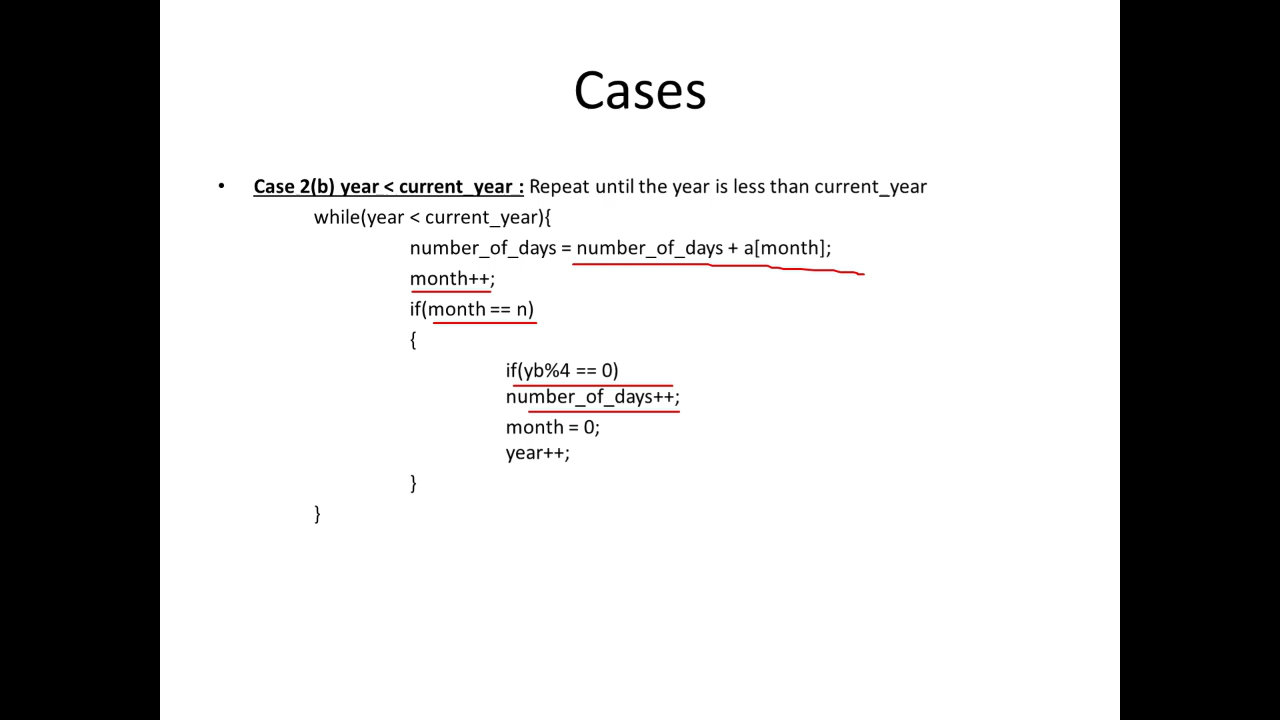 Cases
• Case 2(b) year < current_year : Repeat until the year is less than current_year
while(year < current_year){
number_of_days = number_of_days + a[month];
month++;
if(month == n)
{
if(yb%4 == 0)
number_of_days++;
month = 0;
year++;
}
}